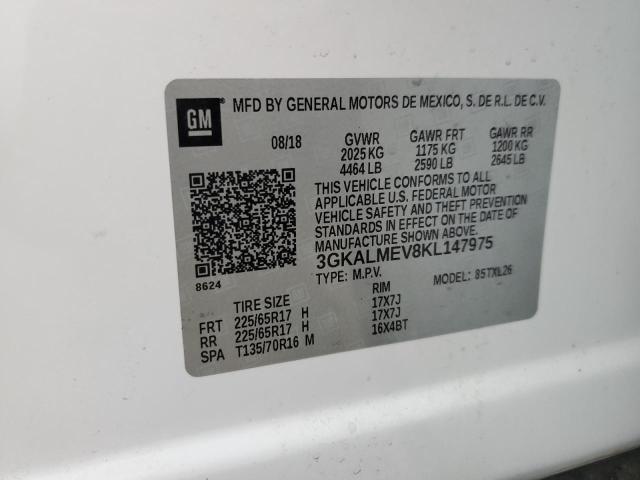 GM
MFD BY GENERAL MOTORS DE MEXICO, S. DE R.L. DE C.V.
08/18 GVWR GAWR FRT GAWR RR
2025 KG 1175 KG 1200 KG
4464 LB 2590 LB 2645 LB
THIS VEHICLE CONFORMS TO ALL
APPLICABLE U.S. FEDERAL MOTOR
VEHICLE SAFETY AND THEFT PREVENTION
STANDARDS IN EFFECT ON THE DATE OF
MANUFACTURE SHOWN ABOVE.
3GKALMEV8KL147975
8624
TYPE: M.P.V. MODEL: 85TXL26
TIRE SIZE RIM
FRT 225/65R17 H 17X7J
RR 225/65R17 H 17X7J
SPA T135/70R16 M 16X4BT